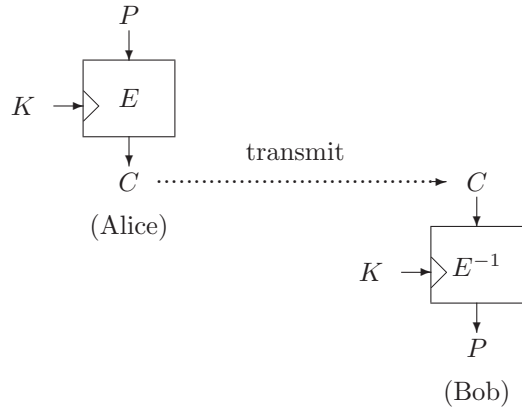 P
K E
transmit
C C
(Alice)
K E⁻¹
P
(Bob)